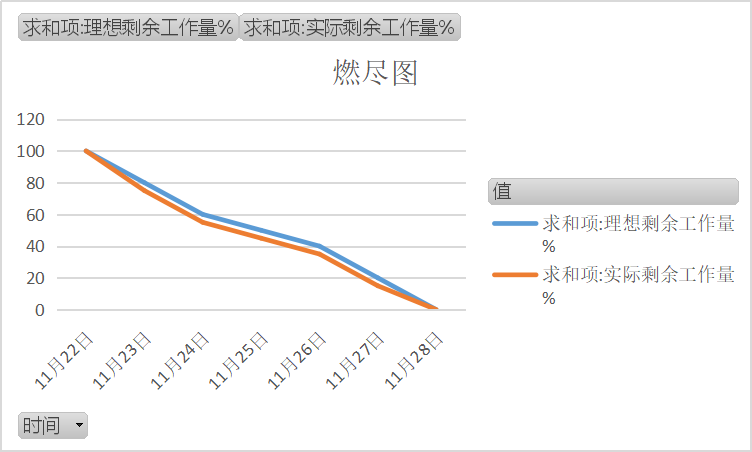 求和项:理想剩余工作量% 求和项:实际剩余工作量%
燃尽图
120
100
80
60
40
20
0
11月22日 11月23日 11月24日 11月25日 11月26日 11月27日 11月28日
值
求和项:理想剩余工作量
%
求和项:实际剩余工作量
%
时间